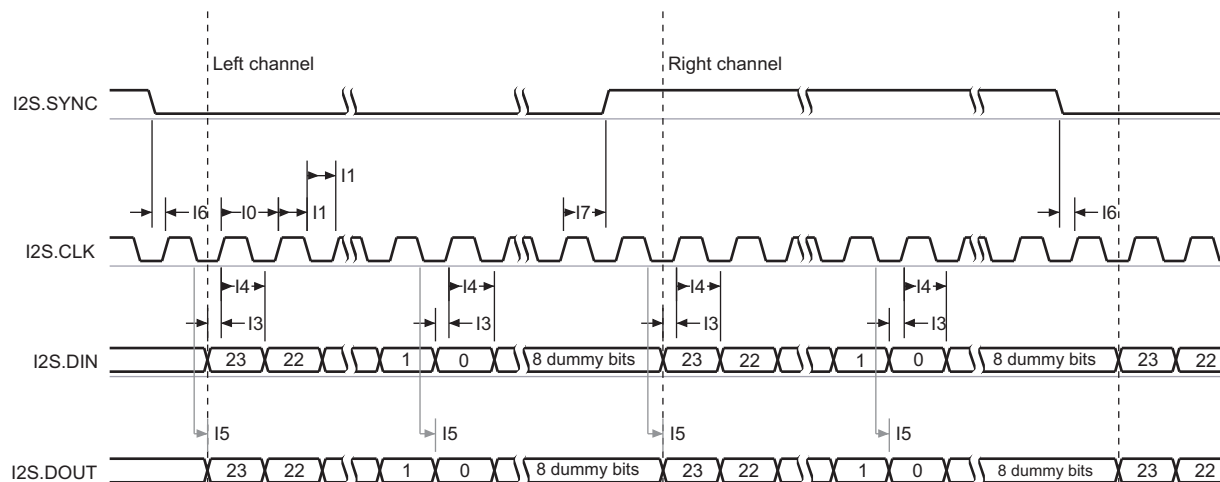 Left channel Right channel
I2S.SYNC
I1
I6 I0 I1 I7 I6
I2S.CLK
I4 I4 I4 I4
I3 I3 I3 I3
I2S.DIN 23 22 1 0 8 dummy bits 23 22 1 0 8 dummy bits 23 22
I5 I5 I5 I5
I2S.DOUT 23 22 1 0 8 dummy bits 23 22 1 0 8 dummy bits 23 22